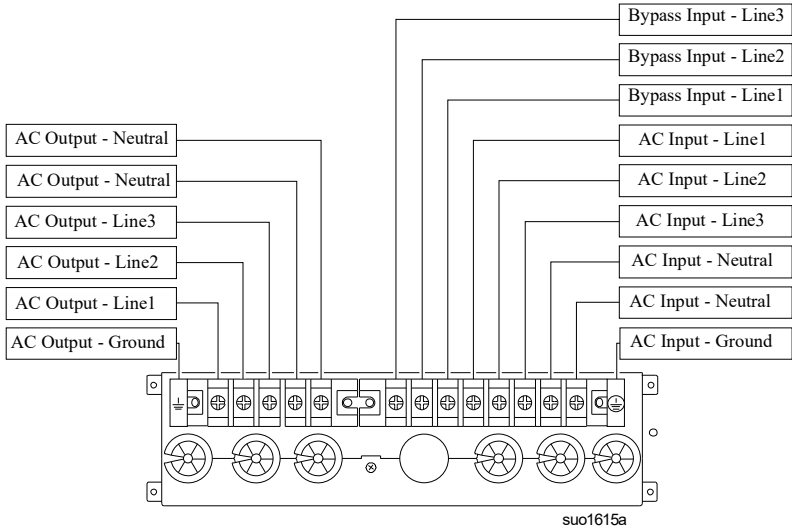 Bypass Input - Line3
Bypass Input - Line2
Bypass Input - Line1
AC Input - Line1
AC Input - Line2
AC Input - Line3
AC Input - Neutral
AC Input - Neutral
AC Input - Ground
AC Output - Neutral
AC Output - Neutral
AC Output - Line3
AC Output - Line2
AC Output - Line1
AC Output - Ground
suo1615a